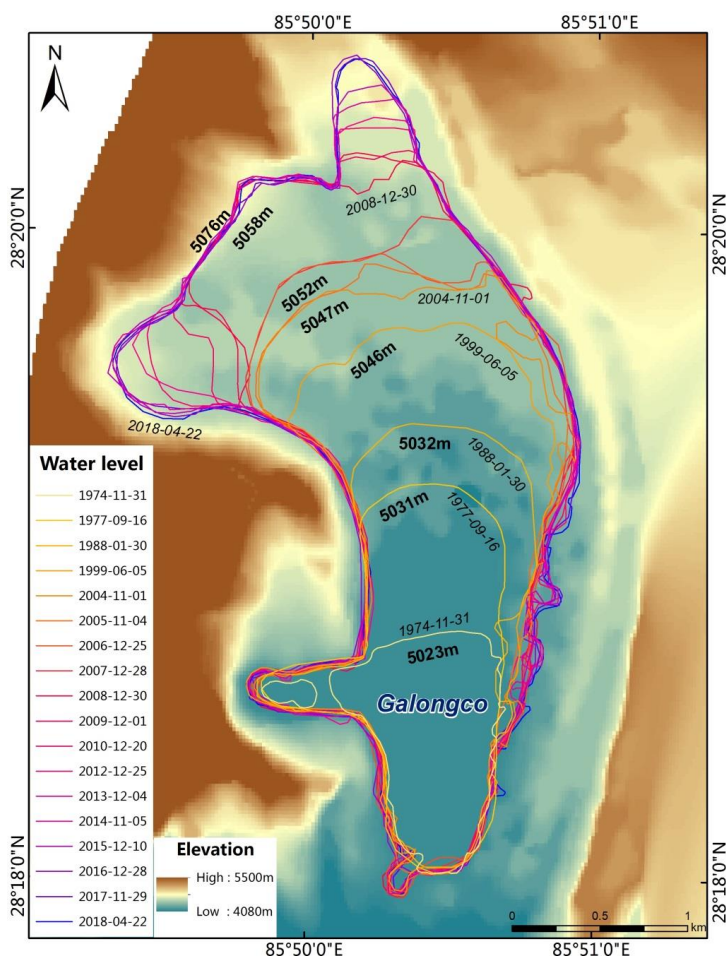 85°50'0"E
85°51'0"E
N
28°20'0"N
28°20'0"N
2008-12-30
5076m
5058m
5052m
5047m
2004-11-01
5046m
1999-06-05
2018-04-22
5032m
1988-01-30
5031m
1977-09-16
1974-11-31
5023m
Galongco
Water level
1974-11-31
1977-09-16
1988-01-30
1999-06-05
2004-11-01
2005-11-04
2006-12-25
2007-12-28
2008-12-30
2009-12-01
2010-12-20
2012-12-25
2013-12-04
2014-11-05
2015-12-10
2016-12-28
2017-11-29
2018-04-22
Elevation
High : 5500m
Low : 4080m
28°18'0"N
28°18'0"N
0 0.5 1
km
85°50'0"E
85°51'0"E